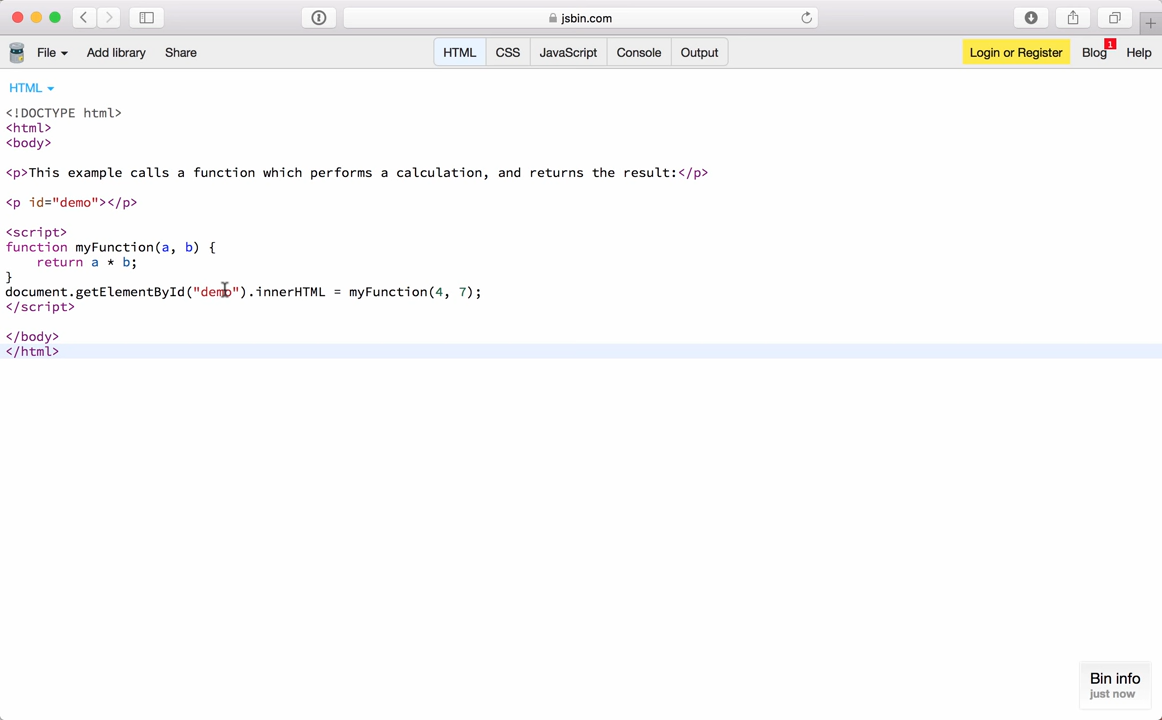 jsbin.com
File Add library Share HTML CSS JavaScript Console Output Login or Register Blog 1 Help
HTML
<!DOCTYPE html>
<html>
<body>
<p>This example calls a function which performs a calculation, and returns the result:</p>
<p id="demo"></p>
<script>
function myFunction(a, b) {
    return a * b;
}
document.getElementById("demo").innerHTML = myFunction(4, 7);
</script>
</body>
</html>
Bin info
just now